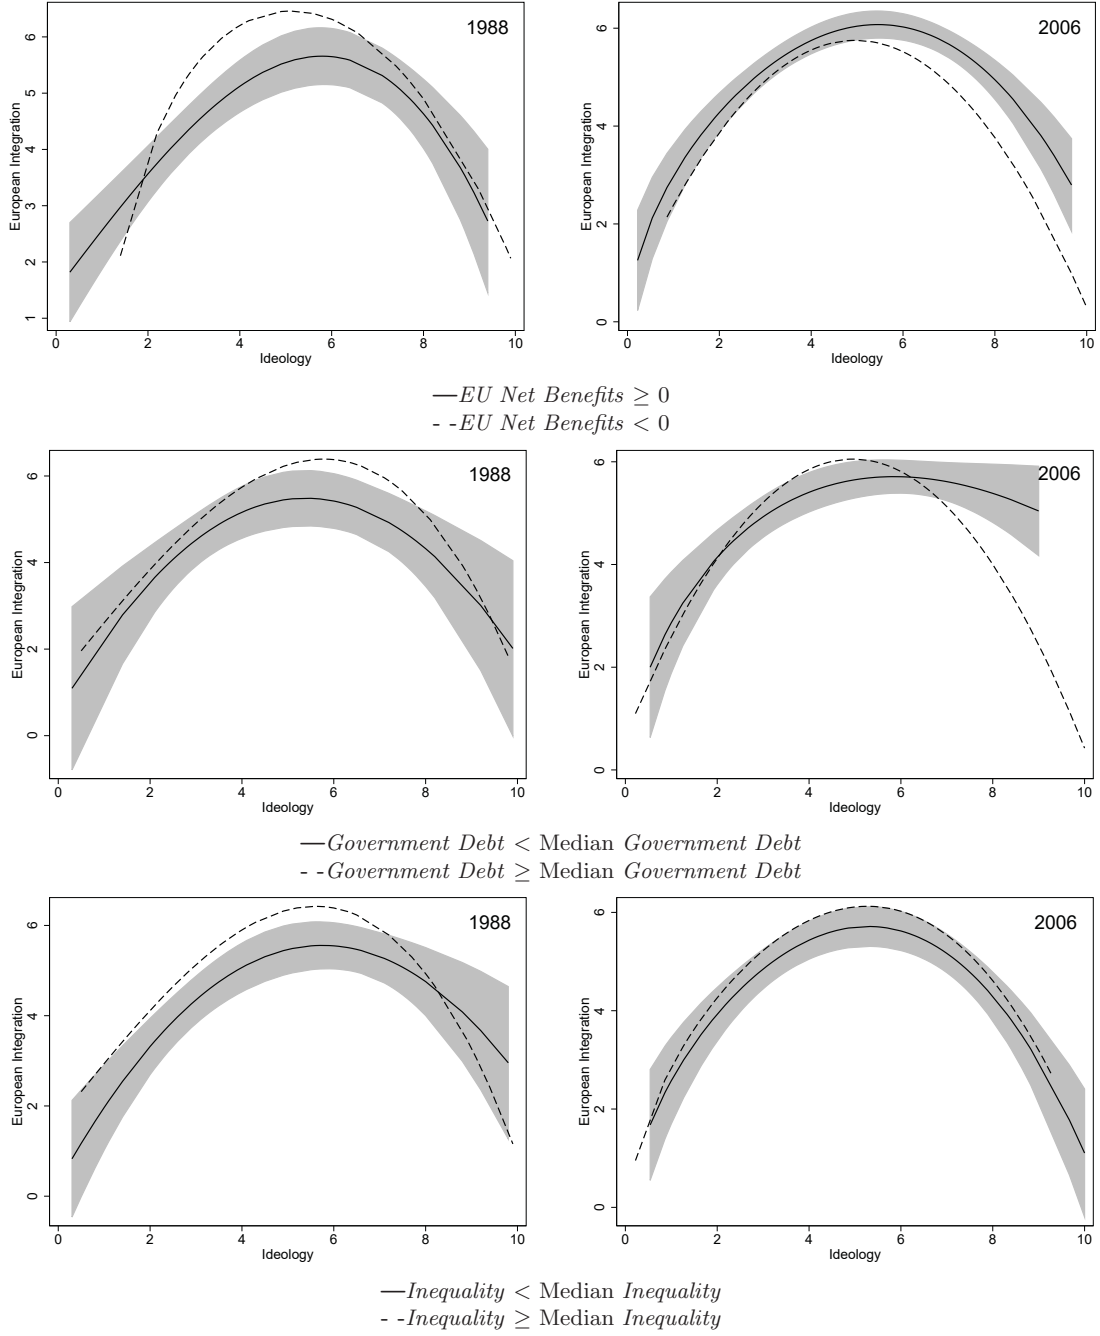 1988
European Integration
1 2 3 4 5 6
0 2 4 6 8 10
Ideology
2006
European Integration
0 2 4 6
0 2 4 6 8 10
Ideology
—EU Net Benefits ≥ 0
- -EU Net Benefits < 0
1988
European Integration
0 2 4 6
0 2 4 6 8 10
Ideology
2006
European Integration
0 2 4 6
0 2 4 6 8 10
Ideology
—Government Debt < Median Government Debt
- -Government Debt ≥ Median Government Debt
1988
European Integration
0 2 4 6
0 2 4 6 8 10
Ideology
2006
European Integration
0 2 4 6
0 2 4 6 8 10
Ideology
—Inequality < Median Inequality
- -Inequality ≥ Median Inequality